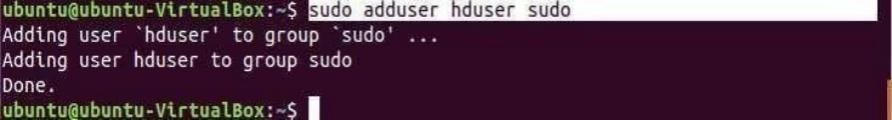 ubuntu@ubuntu-VirtualBox:~$ sudo adduser hduser sudo
Adding user `hduser' to group `sudo' ...
Adding user hduser to group sudo
Done.
ubuntu@ubuntu-VirtualBox:~$